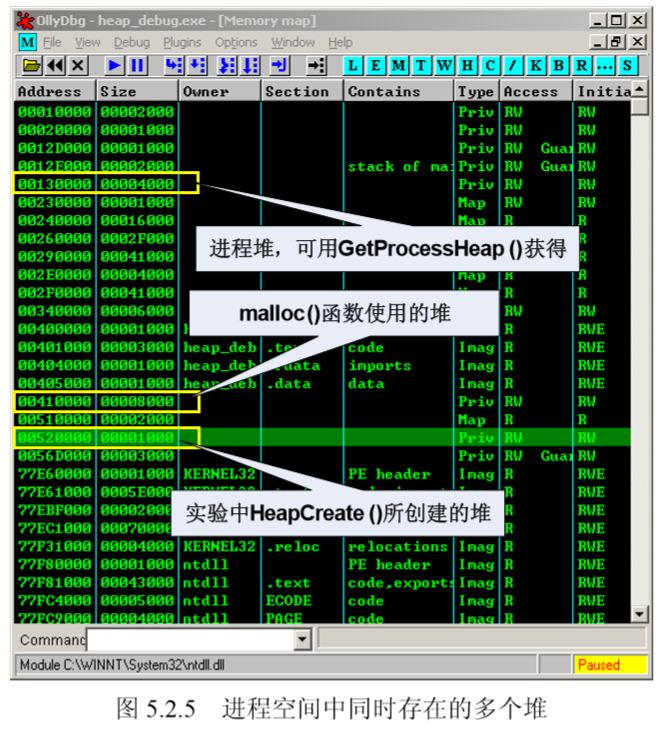 OllyDbg - heap_debug.exe - [Memory map]
M File View Debug Plugins Options Window Help
L E M T W H C / K B R ... S
Address Size Owner Section Contains Type Access Initia
00010000 00002000 Priv RW RW
00020000 00001000 Priv RW RW
0012D000 00001000 Priv RW Guar RW
0012E000 00002000 stack of ma: Priv RW Guar RW
00130000 00004000 Priv RW RW
00230000 00001000 Map RW RW
00240000 00016000 Map R R
00260000 0002F000 R
进程堆，可用GetProcessHeap ()获得
00290000 00041000 R
002E0000 00004000 Map R R
002F0000 00041000 R R
00340000 00006000 RW RW
malloc()函数使用的堆
00400000 00001000 R RWE
00401000 00003000 heap_deb .text code Imag R RWE
00404000 00001000 heap_deb imports Imag R RWE
00405000 00001000 heap_deb .data data Imag R RWE
00410000 00008000 Priv RW RW
00510000 00002000 Map R R
00520000 00001000 Priv RW RW
0056D000 00003000 Priv RW Guar RW
77E60000 00001000 KERNEL32 PE header Imag R RWE
77E61000 0005E000 R RWE
77EBF000 00002000 R RWE
实验中HeapCreate ()所创建的堆
77EC1000 00070000 R RWE
77F31000 00004000 KERNEL32 .reloc relocations Imag R RWE
77F80000 00001000 ntdll PE header Imag R RWE
77F81000 00043000 ntdll .text code,exports Imag R RWE
77FC4000 00005000 ntdll ECODE code Imag R RWE
77FC9000 00004000 ntdll PAGE code Imag R RWE
Command
Module C:\WINNT\System32\ntdll.dll Paused
图 5.2.5 进程空间中同时存在的多个堆